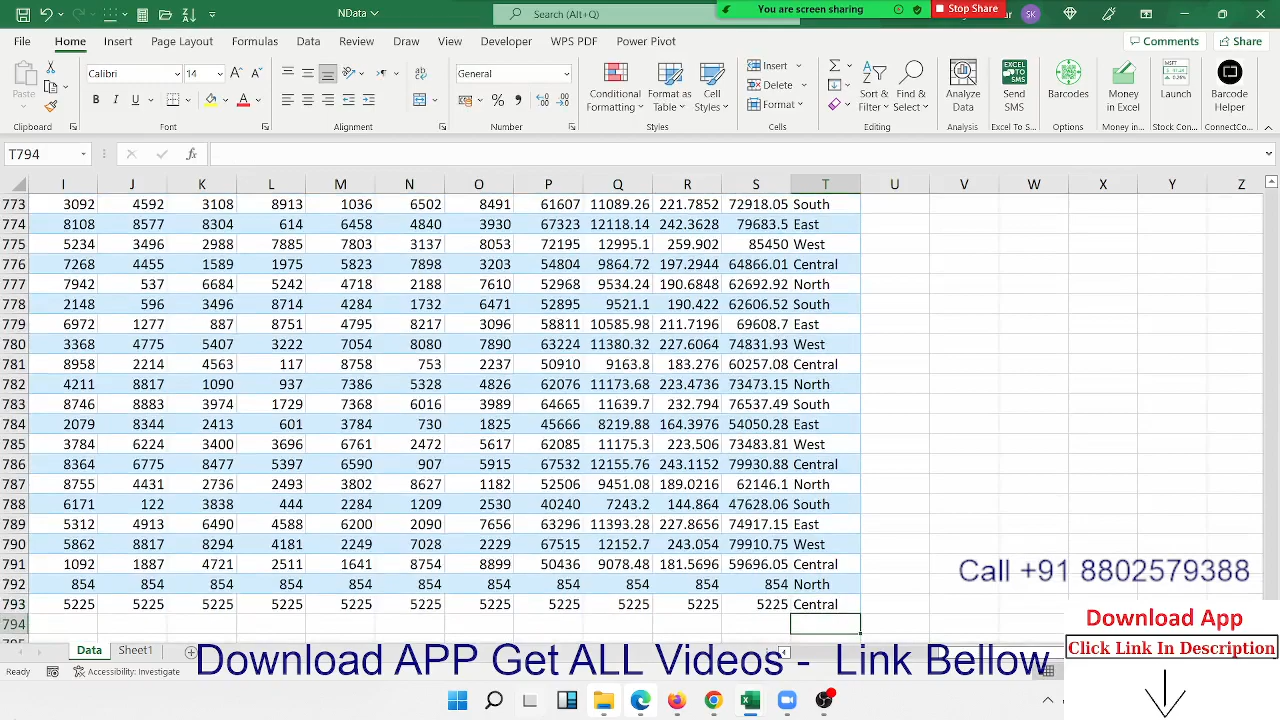 NData
Search (Alt+Q)
You are screen sharing
Stop Share
SK
File Home Insert Page Layout Formulas Data Review Draw View Developer WPS PDF Power Pivot
Comments Share
Paste
Calibri 14
B I U A
General
Conditional Formatting
Format as Table
Cell Styles
Insert
Delete
Format
Sort & Filter
Find & Select
Analyze Data
Send SMS
Barcodes
Money in Excel
Launch
Barcode Helper
Clipboard Font Alignment Number Styles Cells Editing Analysis Excel To S... Options Money in... Stock Con... ConnectCo...
T794 fx
I J K L M N O P Q R S T U V W X Y Z
773 3092 4592 3108 8913 1036 6502 8491 61607 11089.26 221.7852 72918.05 South
774 8108 8577 8304 614 6458 4840 3930 67323 12118.14 242.3628 79683.5 East
775 5234 3496 2988 7885 7803 3137 8053 72195 12995.1 259.902 85450 West
776 7268 4455 1589 1975 5823 7898 3203 54804 9864.72 197.2944 64866.01 Central
777 7942 537 6684 5242 4718 2188 7610 52968 9534.24 190.6848 62692.92 North
778 2148 596 3496 8714 4284 1732 6471 52895 9521.1 190.422 62606.52 South
779 6972 1277 887 8751 4795 8217 3096 58811 10585.98 211.7196 69608.7 East
780 3368 4775 5407 3222 7054 8080 7890 63224 11380.32 227.6064 74831.93 West
781 8958 2214 4563 117 8758 753 2237 50910 9163.8 183.276 60257.08 Central
782 4211 8817 1090 937 7386 5328 4826 62076 11173.68 223.4736 73473.15 North
783 8746 8883 3974 1729 7368 6016 3989 64665 11639.7 232.794 76537.49 South
784 2079 8344 2413 601 3784 730 1825 45666 8219.88 164.3976 54050.28 East
785 3784 6224 3400 3696 6761 2472 5617 62085 11175.3 223.506 73483.81 West
786 8364 6775 8477 5397 6590 907 5915 67532 12155.76 243.1152 79930.88 Central
787 8755 4431 2736 2493 3802 8627 1182 52506 9451.08 189.0216 62146.1 North
788 6171 122 3838 444 2284 1209 2530 40240 7243.2 144.864 47628.06 South
789 5312 4913 6490 4588 6200 2090 7656 63296 11393.28 227.8656 74917.15 East
790 5862 8817 8294 4181 2249 7028 2229 67515 12152.7 243.054 79910.75 West
791 1092 1887 4721 2511 1641 8754 8899 50436 9078.48 181.5696 59696.05 Central
792 854 854 854 854 854 854 854 854 854 854 854 North
793 5225 5225 5225 5225 5225 5225 5225 5225 5225 5225 5225 Central
794
Call +91 8802579388
Download App
Click Link In Description
Data Sheet1
Download APP Get ALL Videos - Link Bellow
Ready Accessibility: Investigate